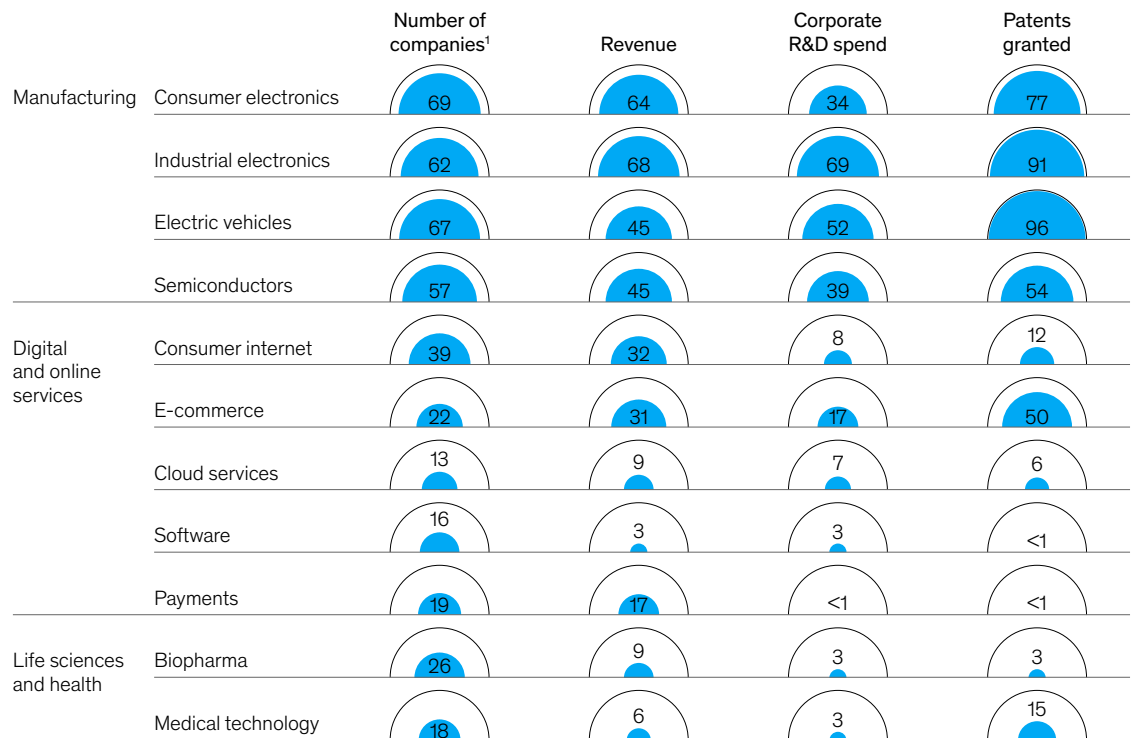 Number of companies¹ Revenue Corporate R&D spend Patents granted
Manufacturing Consumer electronics 69 64 34 77
Industrial electronics 62 68 69 91
Electric vehicles 67 45 52 96
Semiconductors 57 45 39 54
Digital and online services Consumer internet 39 32 8 12
E-commerce 22 31 17 50
Cloud services 13 9 7 6
Software 16 3 3 <1
Payments 19 17 <1 <1
Life sciences and health Biopharma 26 9 3 3
Medical technology 18 6 3 15